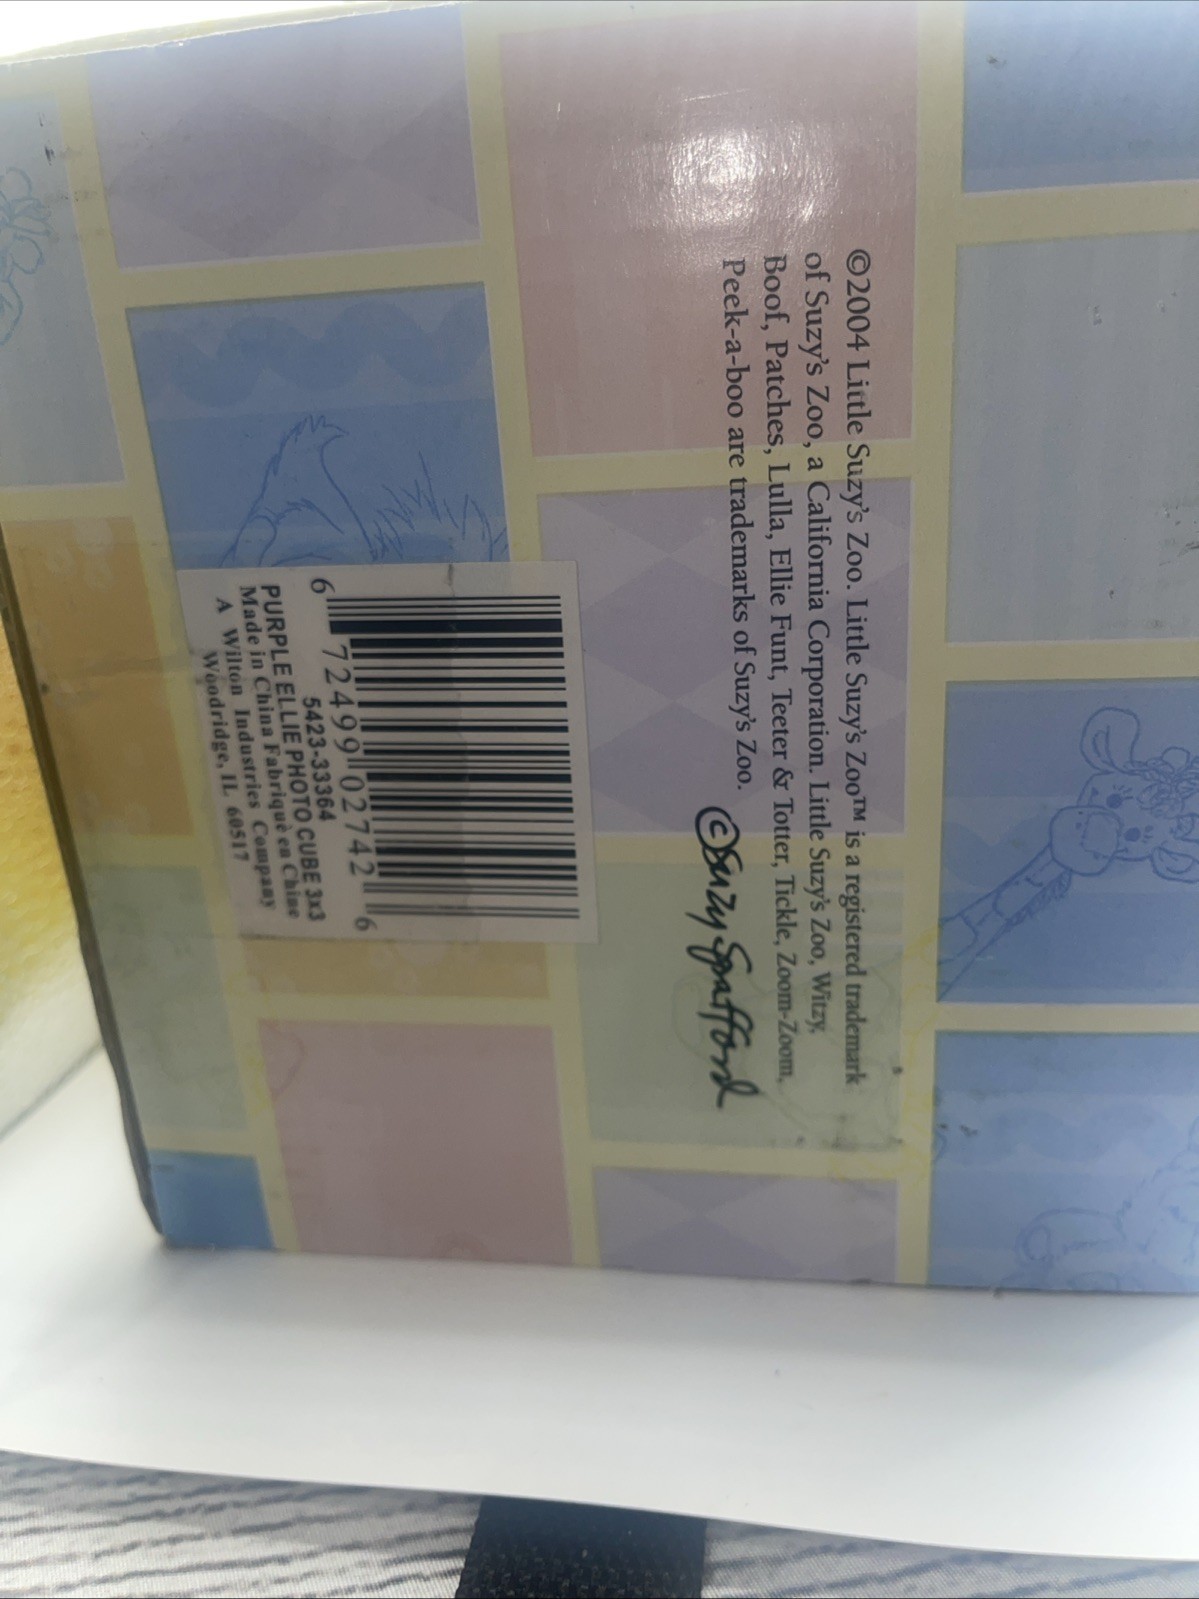 ©2004 Little Suzy's Zoo. Little Suzy's Zoo™ is a registered trademark
of Suzy's Zoo, a California Corporation. Little Suzy's Zoo, Witzy,
Boof, Patches, Lulla, Ellie Funt, Teeter & Totter, Tickle, Zoom-Zoom,
Peek-a-boo are trademarks of Suzy's Zoo.
©Suzy Spafford
6 72499 02742 6
5423-33364
PURPLE ELLIE PHOTO CUBE 3x3
Made in China Fabriqué en Chine
A Wilton Industries Company
Woodridge, IL 60517